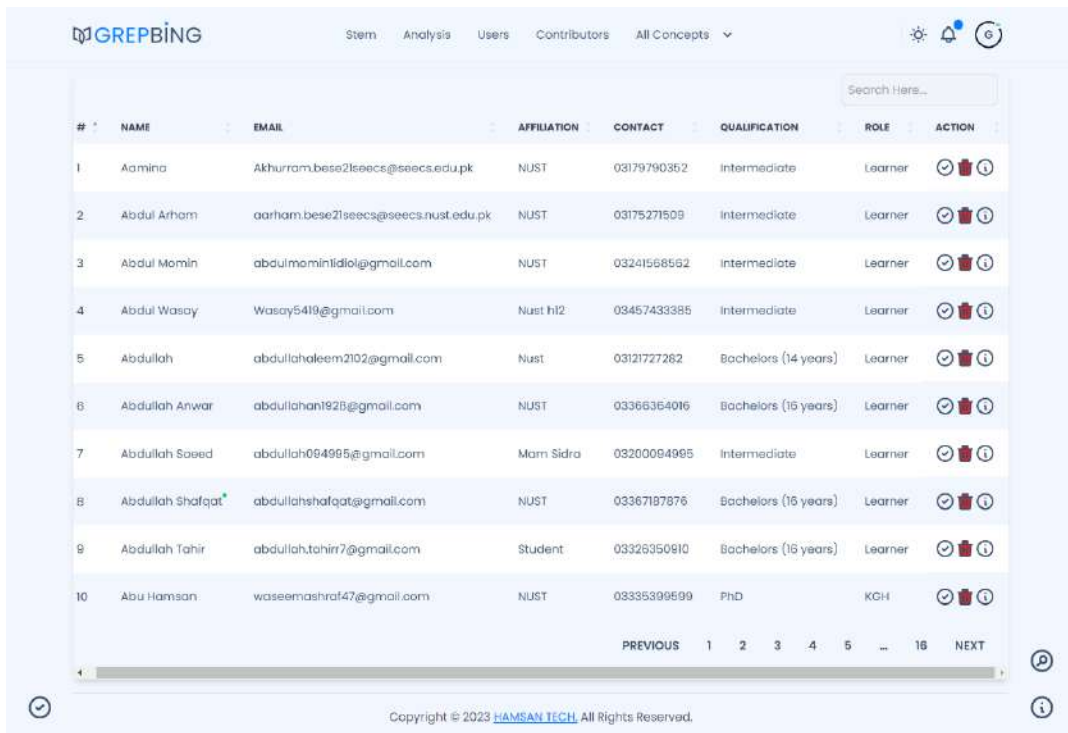 GREPBING Stem Analysis Users Contributors All Concepts G
Search Here...
# NAME EMAIL AFFILIATION CONTACT QUALIFICATION ROLE ACTION
1 Aamina Akhurram.bese21seecs@seecs.edu.pk NUST 03179790352 Intermediate Learner
2 Abdul Arham aarham.bese21seecs@seecs.nust.edu.pk NUST 03175271509 Intermediate Learner
3 Abdul Momin abdulmomin1idiol@gmail.com NUST 03241568562 Intermediate Learner
4 Abdul Wasay Wasay5419@gmail.com Nust hl2 03457433385 Intermediate Learner
5 Abdullah abdullahaleem2102@gmail.com Nust 03121727282 Bachelors (14 years) Learner
6 Abdullah Anwar abdullahan1928@gmail.com NUST 03366364016 Bachelors (16 years) Learner
7 Abdullah Saeed abdullah094995@gmail.com Mam Sidra 03200094995 Intermediate Learner
8 Abdullah Shafqat abdullahshafqat@gmail.com NUST 03367187876 Bachelors (16 years) Learner
9 Abdullah Tahir abdullah.tahirr7@gmail.com Student 03326350910 Bachelors (16 years) Learner
10 Abu Hamsan waseemashraf47@gmail.com NUST 03335399599 PhD KGH
PREVIOUS 1 2 3 4 5 ... 16 NEXT
Copyright © 2023 HAMSAN TECH. All Rights Reserved.